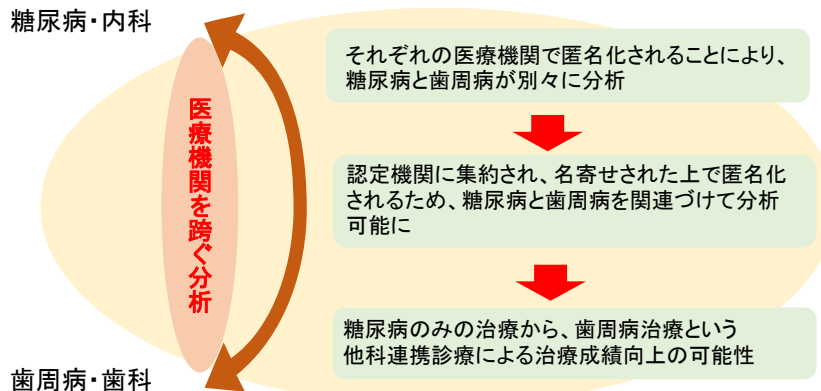 糖尿病・内科
それぞれの医療機関で匿名化されることにより、
糖尿病と歯周病が別々に分析
医療機関を跨ぐ分析
認定機関に集約され、名寄せされた上で匿名化
されるため、糖尿病と歯周病を関連づけて分析
可能に
糖尿病のみの治療から、歯周病治療という
他科連携診療による治療成績向上の可能性
歯周病・歯科